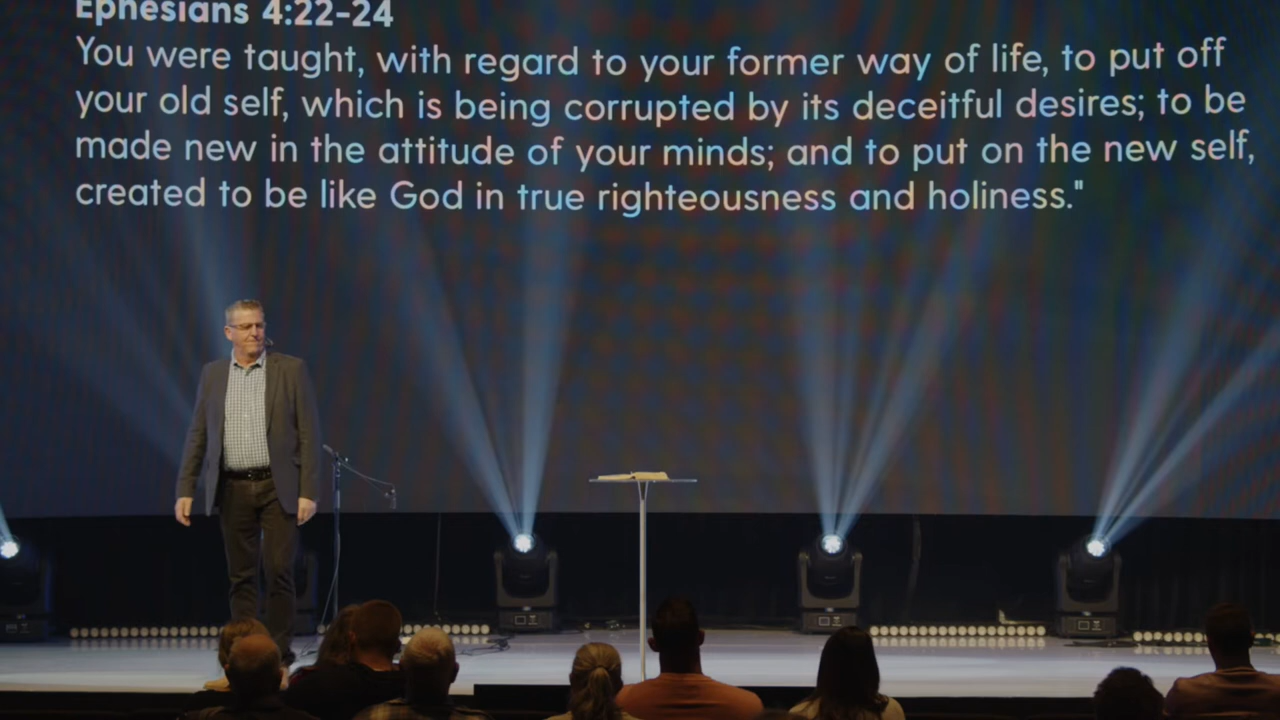 Ephesians 4:22-24
You were taught, with regard to your former way of life, to put off
your old self, which is being corrupted by its deceitful desires; to be
made new in the attitude of your minds; and to put on the new self,
created to be like God in true righteousness and holiness."